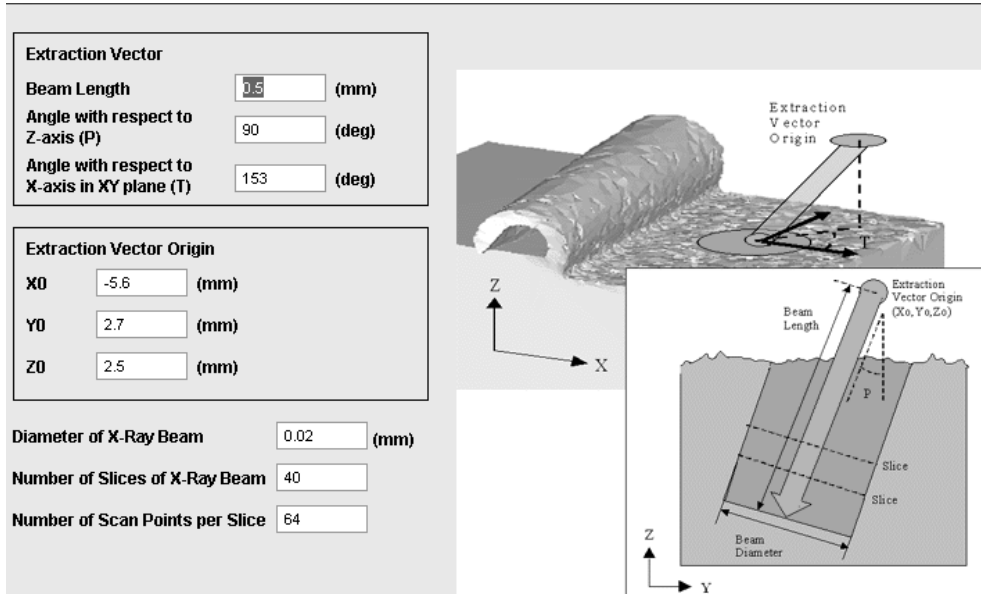 Extraction Vector
Beam Length 0.5 (mm)
Angle with respect to
Z-axis (P) 90 (deg)
Angle with respect to
X-axis in XY plane (T) 153 (deg)
Extraction Vector Origin
X0 -5.6 (mm)
Y0 2.7 (mm)
Z0 2.5 (mm)
Diameter of X-Ray Beam 0.02 (mm)
Number of Slices of X-Ray Beam 40
Number of Scan Points per Slice 64
Extraction
Vector
Origin
T
Z
X
Extraction
Vector Origin
(Xo,Yo,Zo)
Beam
Length
P
Slice
Slice
Beam
Diameter
Z
Y